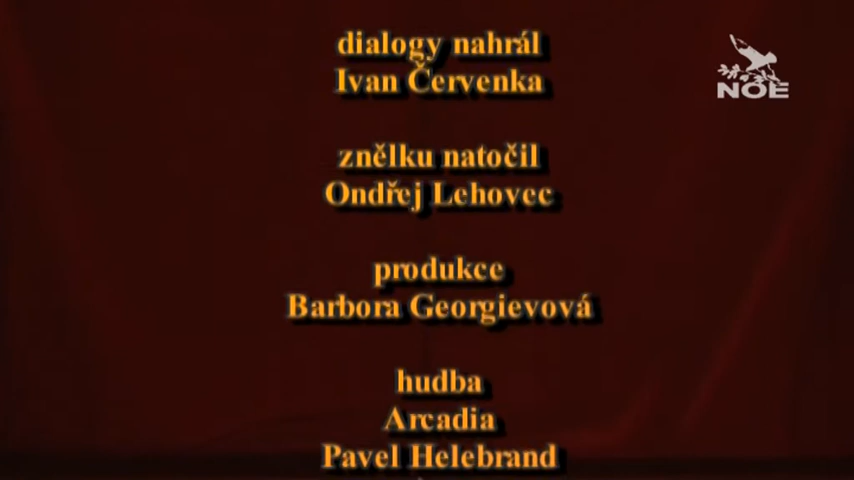 dialogy nahrál
Ivan Červenka
NOE
znělku natočil
Ondřej Lehovec
produkce
Barbora Georgievová
hudba
Arcadia
Pavel Helebrand